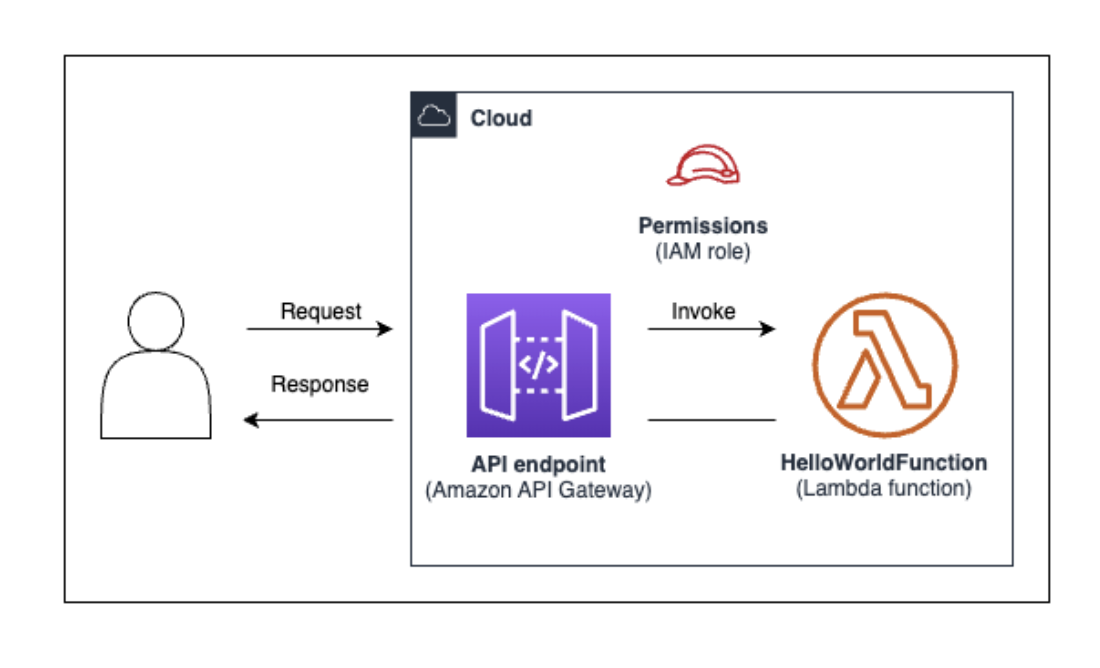 Cloud
Permissions
(IAM role)
Request
Invoke
</>
Response
API endpoint
(Amazon API Gateway)
HelloWorldFunction
(Lambda function)